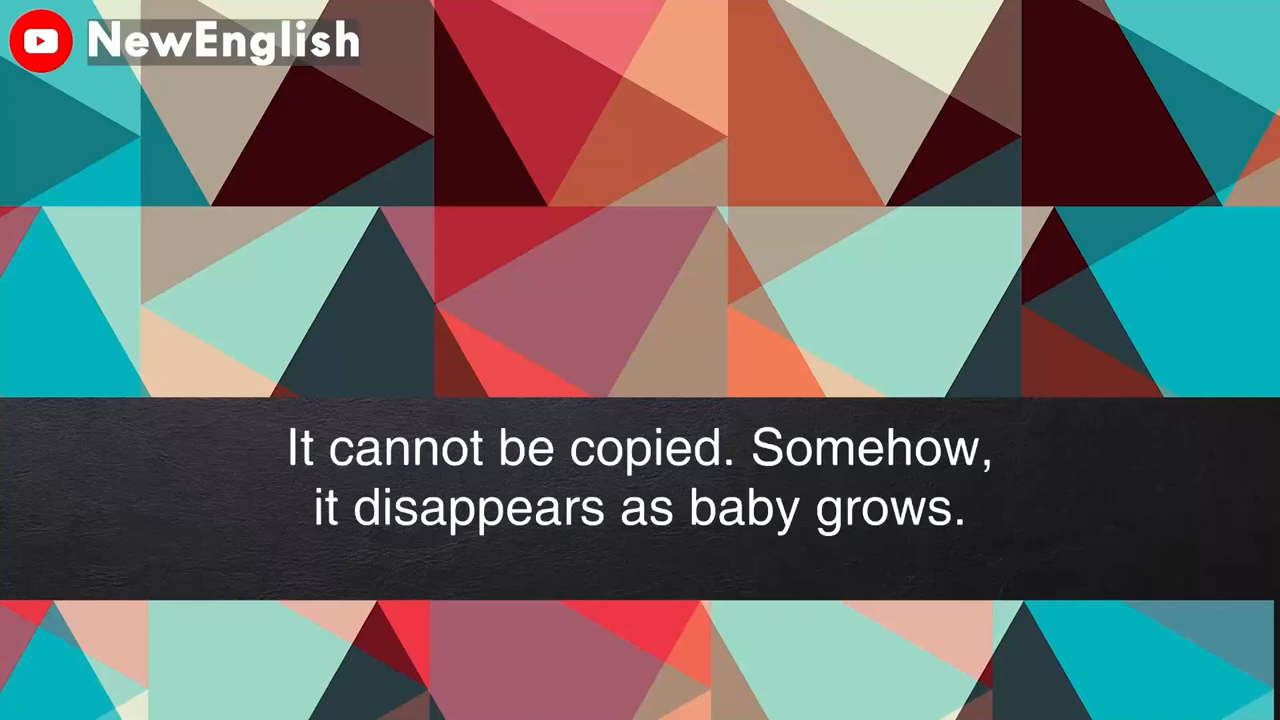 NewEnglish
It cannot be copied. Somehow,
it disappears as baby grows.